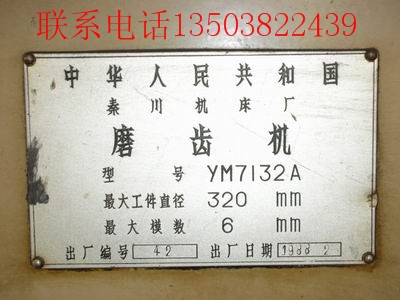 联系电话13503822439
中华人民共和国
秦川机床厂
磨齿机
型号 YM7132A
最大工件直径 320 mm
最大模数 6 mm
出厂编号 42 出厂日期 1988 2